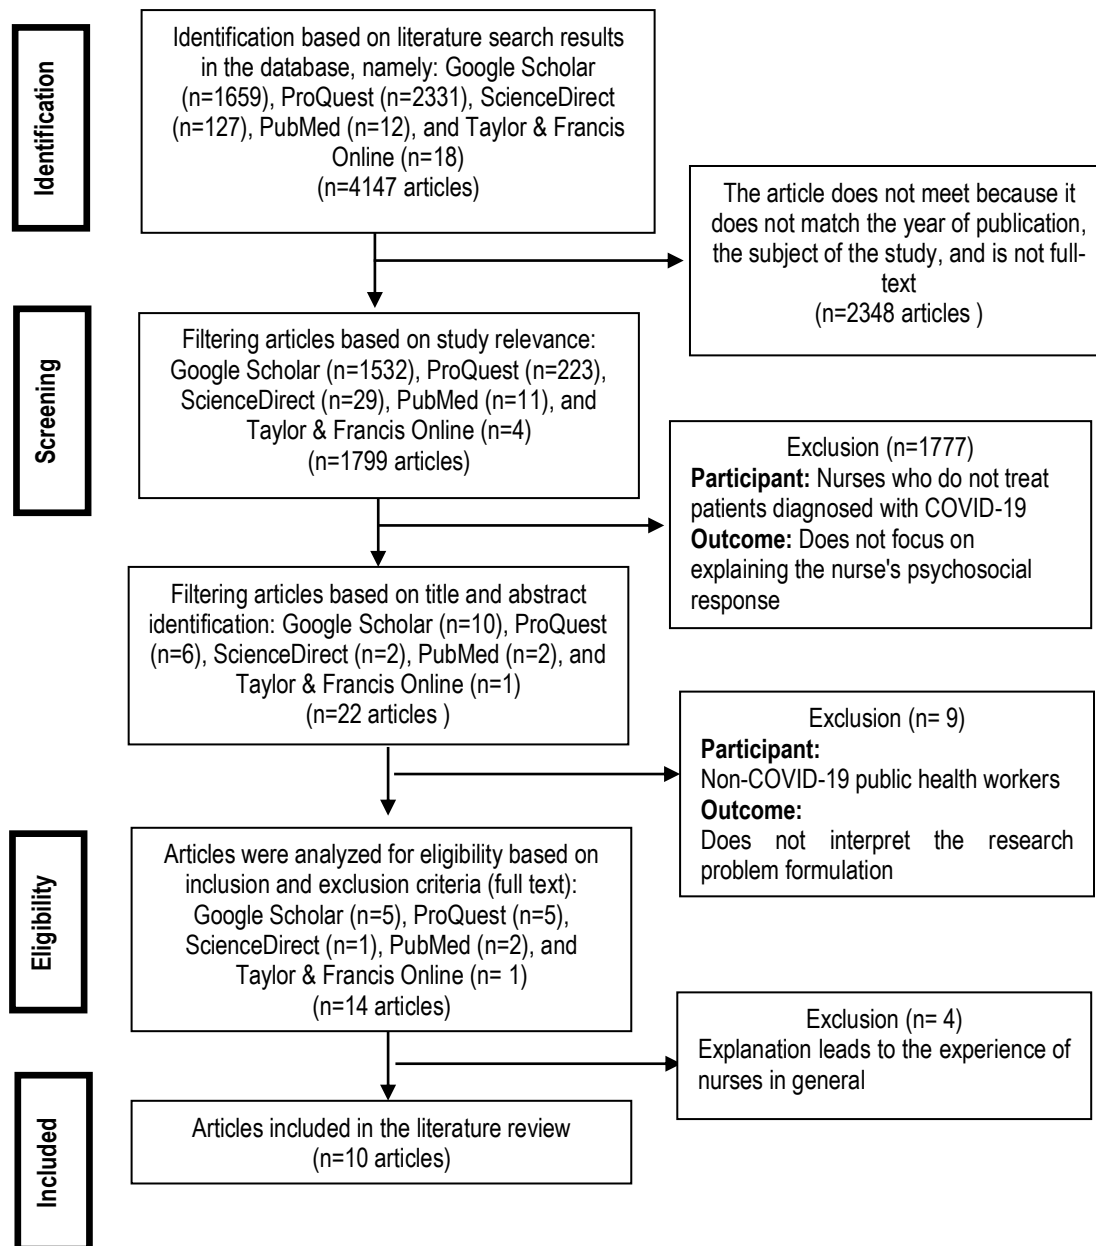 Identification
Identification based on literature search results
in the database, namely: Google Scholar
(n=1659), ProQuest (n=2331), ScienceDirect
(n=127), PubMed (n=12), and Taylor & Francis
Online (n=18)
(n=4147 articles)
The article does not meet because it
does not match the year of publication,
the subject of the study, and is not full-
text
(n=2348 articles )
Screening
Filtering articles based on study relevance:
Google Scholar (n=1532), ProQuest (n=223),
ScienceDirect (n=29), PubMed (n=11), and
Taylor & Francis Online (n=4)
(n=1799 articles)
Exclusion (n=1777)
Participant: Nurses who do not treat
patients diagnosed with COVID-19
Outcome: Does not focus on
explaining the nurse's psychosocial
response
Filtering articles based on title and abstract
identification: Google Scholar (n=10), ProQuest
(n=6), ScienceDirect (n=2), PubMed (n=2), and
Taylor & Francis Online (n=1)
(n=22 articles )
Exclusion (n= 9)
Participant:
Non-COVID-19 public health workers
Outcome:
Does not interpret the research
problem formulation
Eligibility
Articles were analyzed for eligibility based on
inclusion and exclusion criteria (full text):
Google Scholar (n=5), ProQuest (n=5),
ScienceDirect (n=1), PubMed (n=2), and
Taylor & Francis Online (n= 1)
(n=14 articles)
Exclusion (n= 4)
Explanation leads to the experience of
nurses in general
Included
Articles included in the literature review
(n=10 articles)